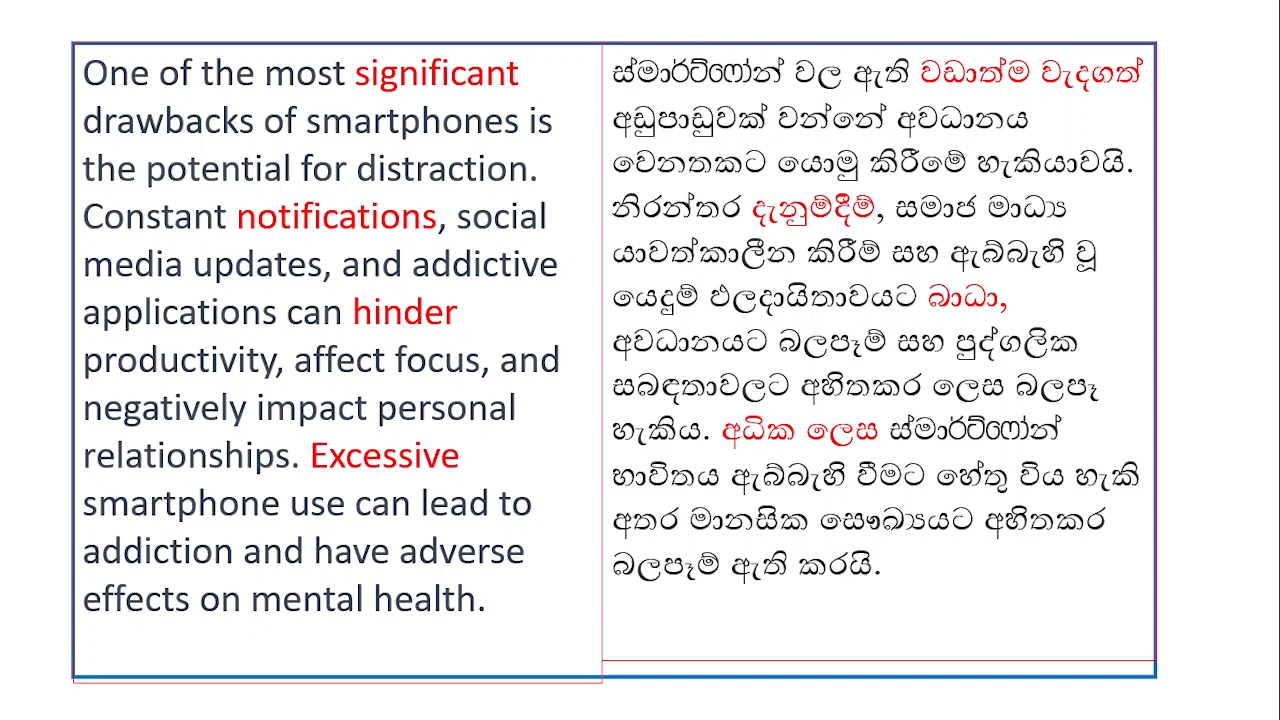 One of the most significant
drawbacks of smartphones is
the potential for distraction.
Constant notifications, social
media updates, and addictive
applications can hinder
productivity, affect focus, and
negatively impact personal
relationships. Excessive
smartphone use can lead to
addiction and have adverse
effects on mental health.
ස්මාර්ට්ෆෝන් වල ඇති වඩාත්ම වැදගත්
අඩුපාඩුවක් වන්නේ අවධානය
වෙනතකට යොමු කිරීමේ හැකියාවයි.
නිරන්තර දැනුම්දීම්, සමාජ මාධ්‍ය
යාවත්කාලීන කිරීම් සහ ඇබ්බැහි වූ
යෙදුම් ඵලදායිතාවයට බාධා,
අවධානයට බලපෑම් සහ පුද්ගලික
සබඳතාවලට අහිතකර ලෙස බලපෑ
හැකිය. අධික ලෙස ස්මාර්ට්ෆෝන්
භාවිතය ඇබ්බැහි වීමට හේතු විය හැකි
අතර මානසික සෞඛ්‍යයට අහිතකර
බලපෑම් ඇති කරයි.